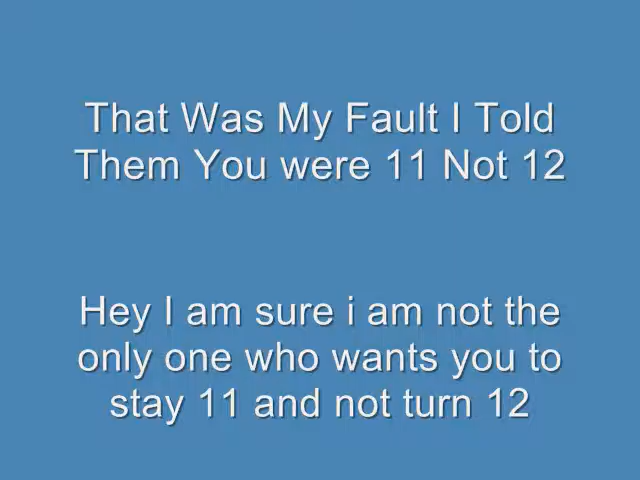 That Was My Fault I Told
Them You were 11 Not 12
Hey I am sure i am not the
only one who wants you to
stay 11 and not turn 12